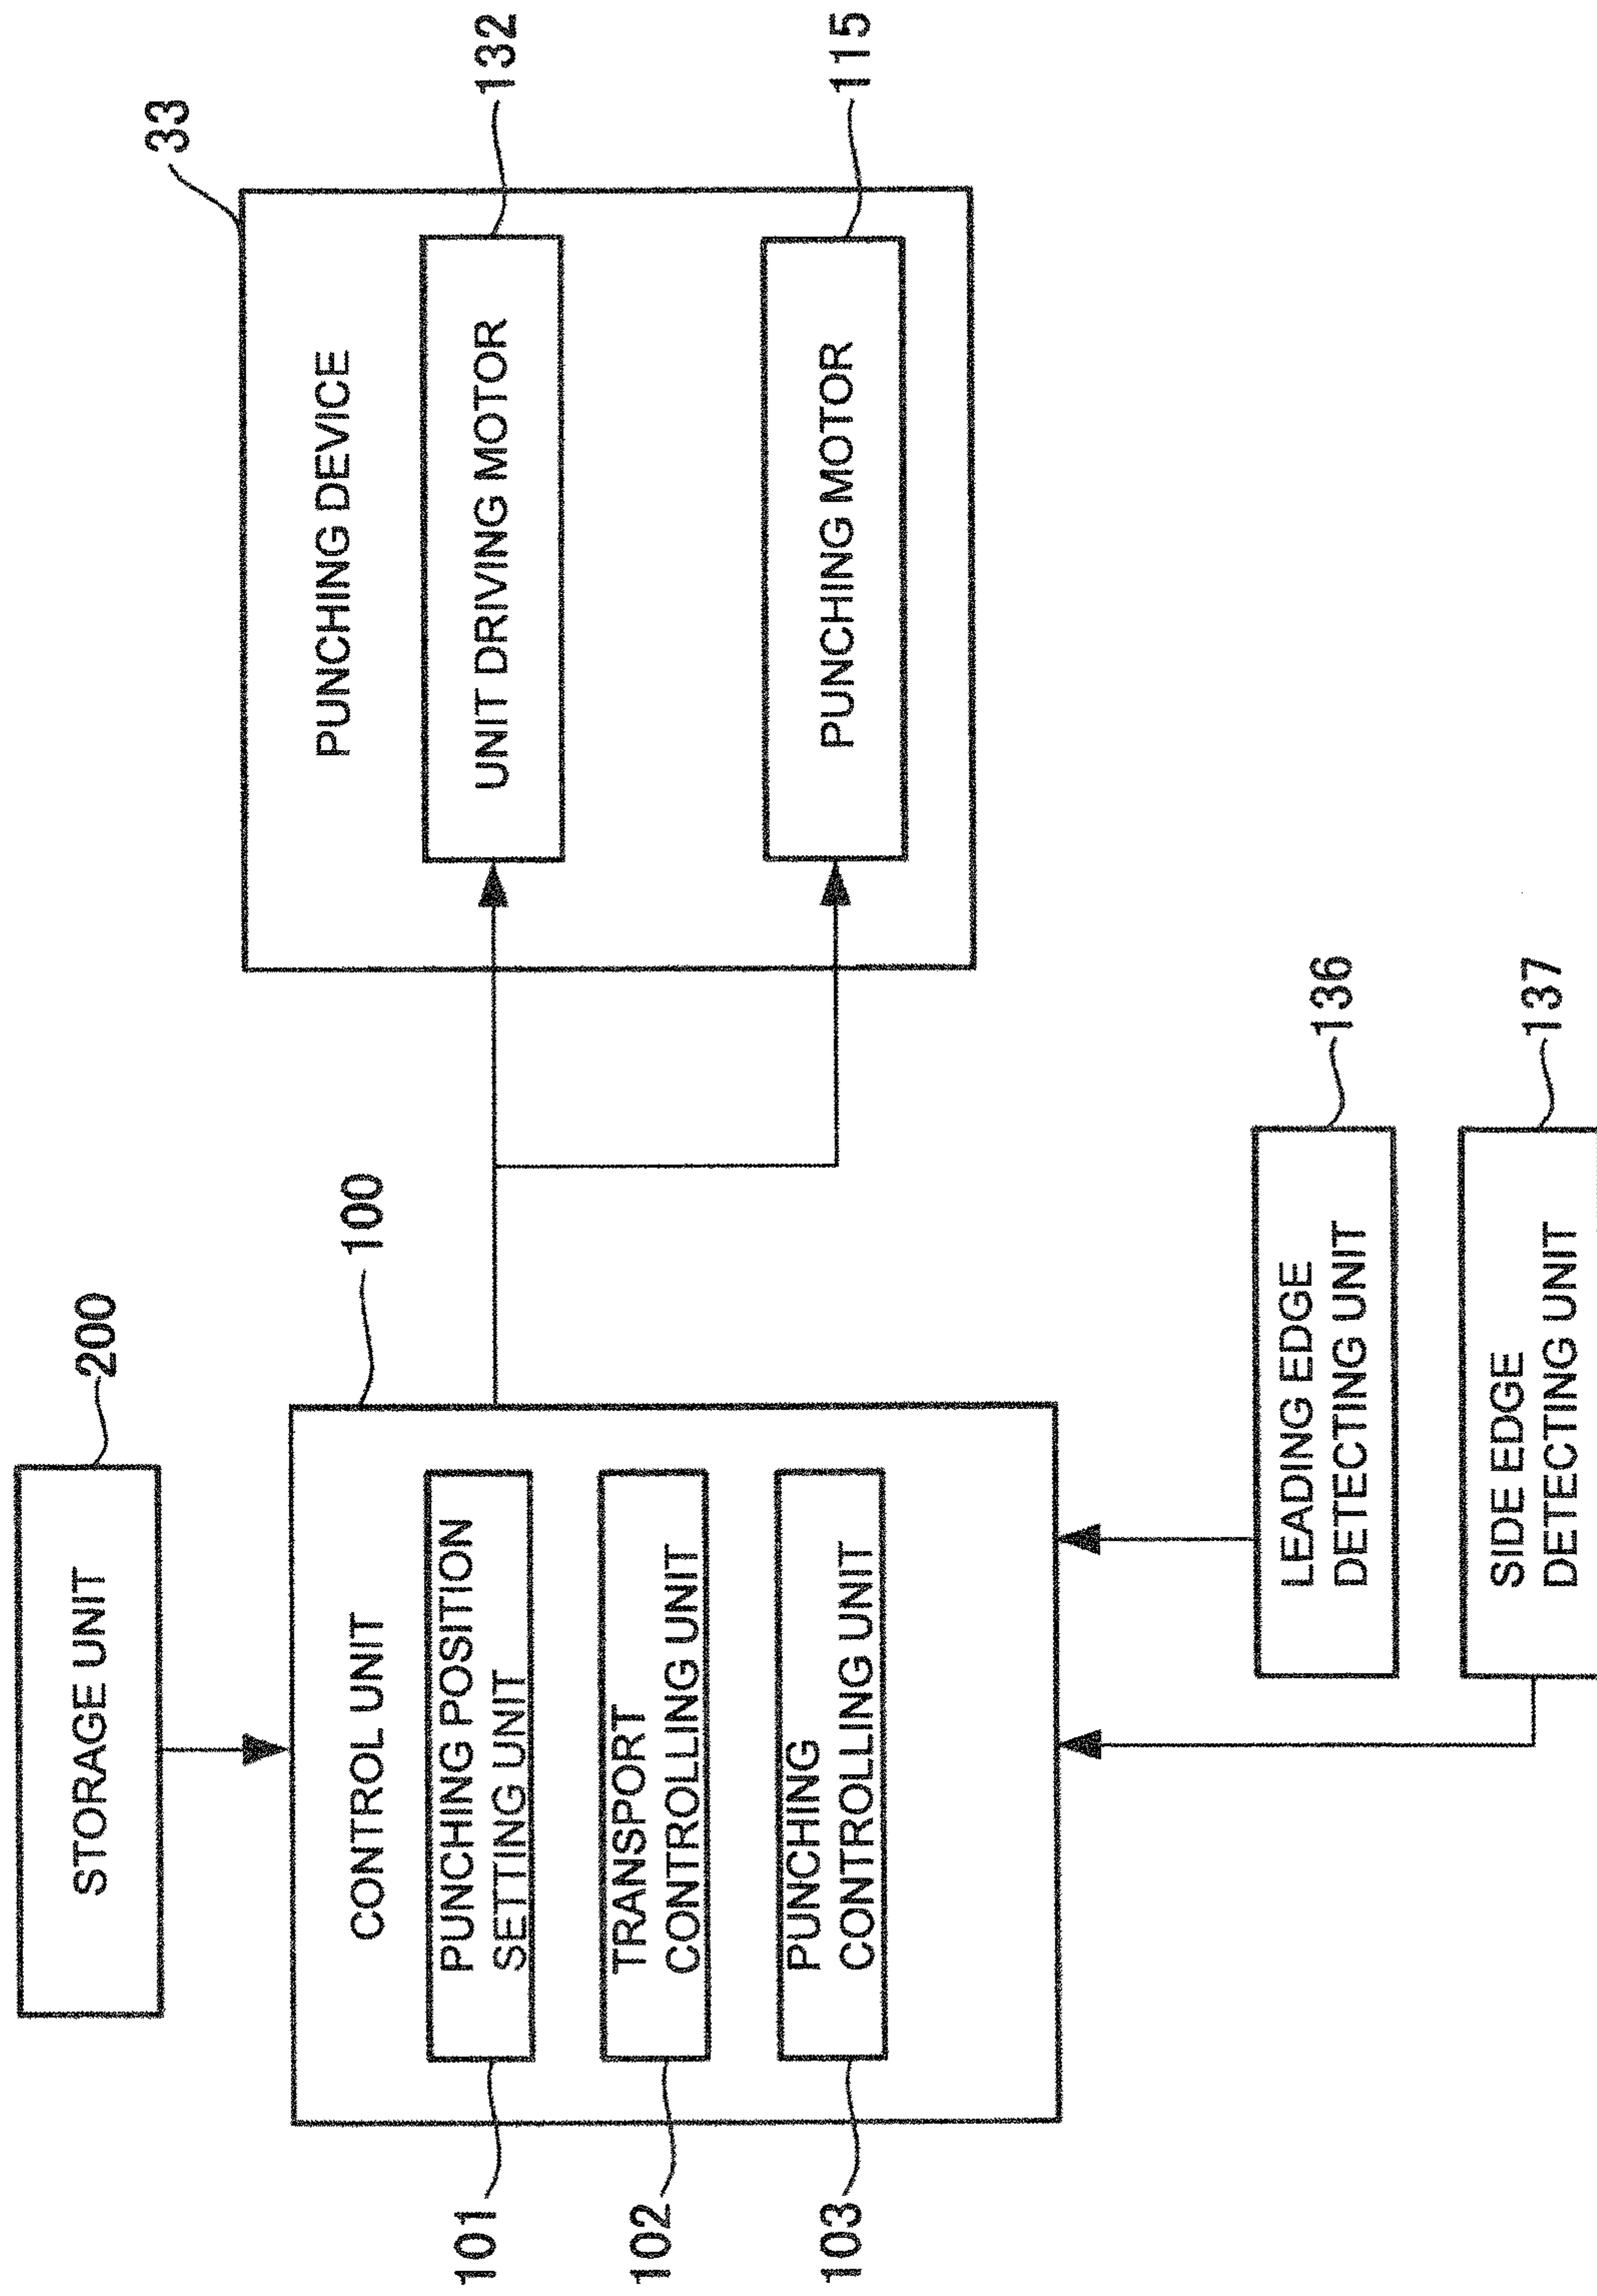 200
STORAGE UNIT
100
CONTROL UNIT
101
PUNCHING POSITION
SETTING UNIT
102
TRANSPORT
CONTROLLING UNIT
103
PUNCHING
CONTROLLING UNIT
33
PUNCHING DEVICE
132
UNIT DRIVING MOTOR
115
PUNCHING MOTOR
136
LEADING EDGE
DETECTING UNIT
137
SIDE EDGE
DETECTING UNIT